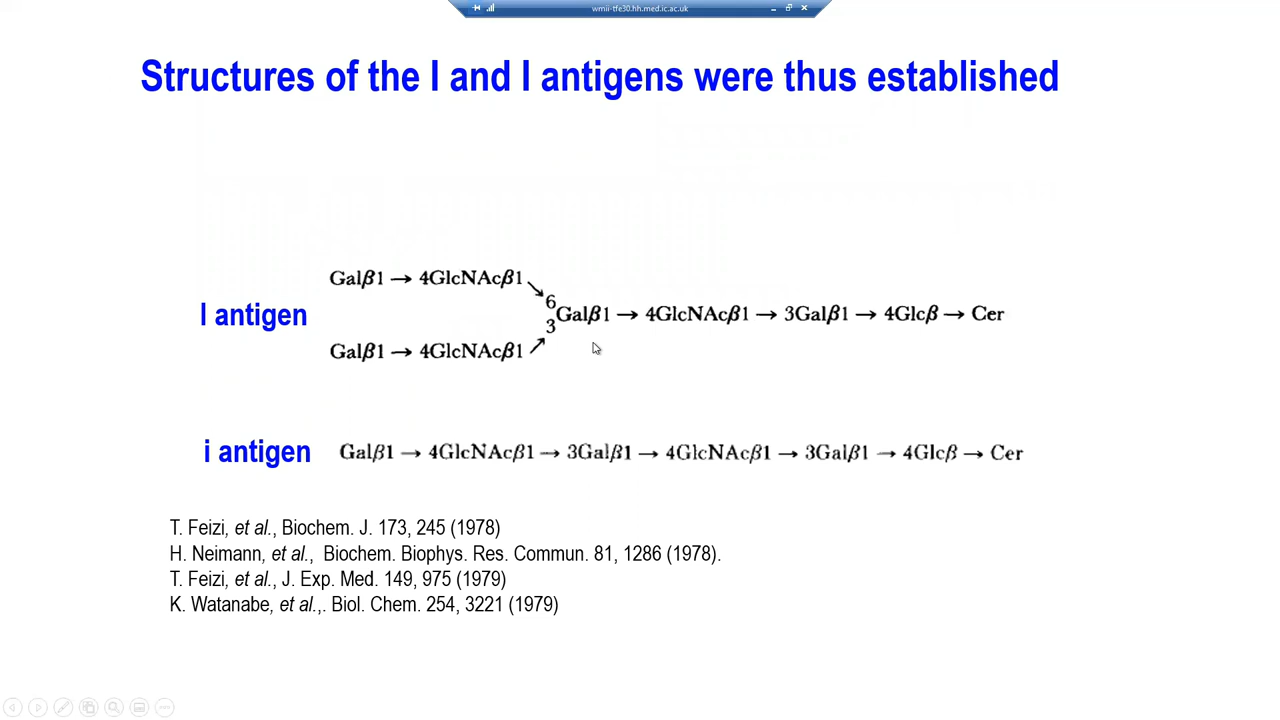 wmii-tfe30.hh.med.ic.ac.uk
Structures of the I and I antigens were thus established
Galβ1 → 4GlcNAcβ1
I antigen
6
3
Galβ1 → 4GlcNAcβ1 → 3Galβ1 → 4Glcβ → Cer
Galβ1 → 4GlcNAcβ1
i antigen
Galβ1 → 4GlcNAcβ1 → 3Galβ1 → 4GlcNAcβ1 → 3Galβ1 → 4Glcβ → Cer
T. Feizi, et al., Biochem. J. 173, 245 (1978)
H. Neimann, et al., Biochem. Biophys. Res. Commun. 81, 1286 (1978).
T. Feizi, et al., J. Exp. Med. 149, 975 (1979)
K. Watanabe, et al.,. Biol. Chem. 254, 3221 (1979)